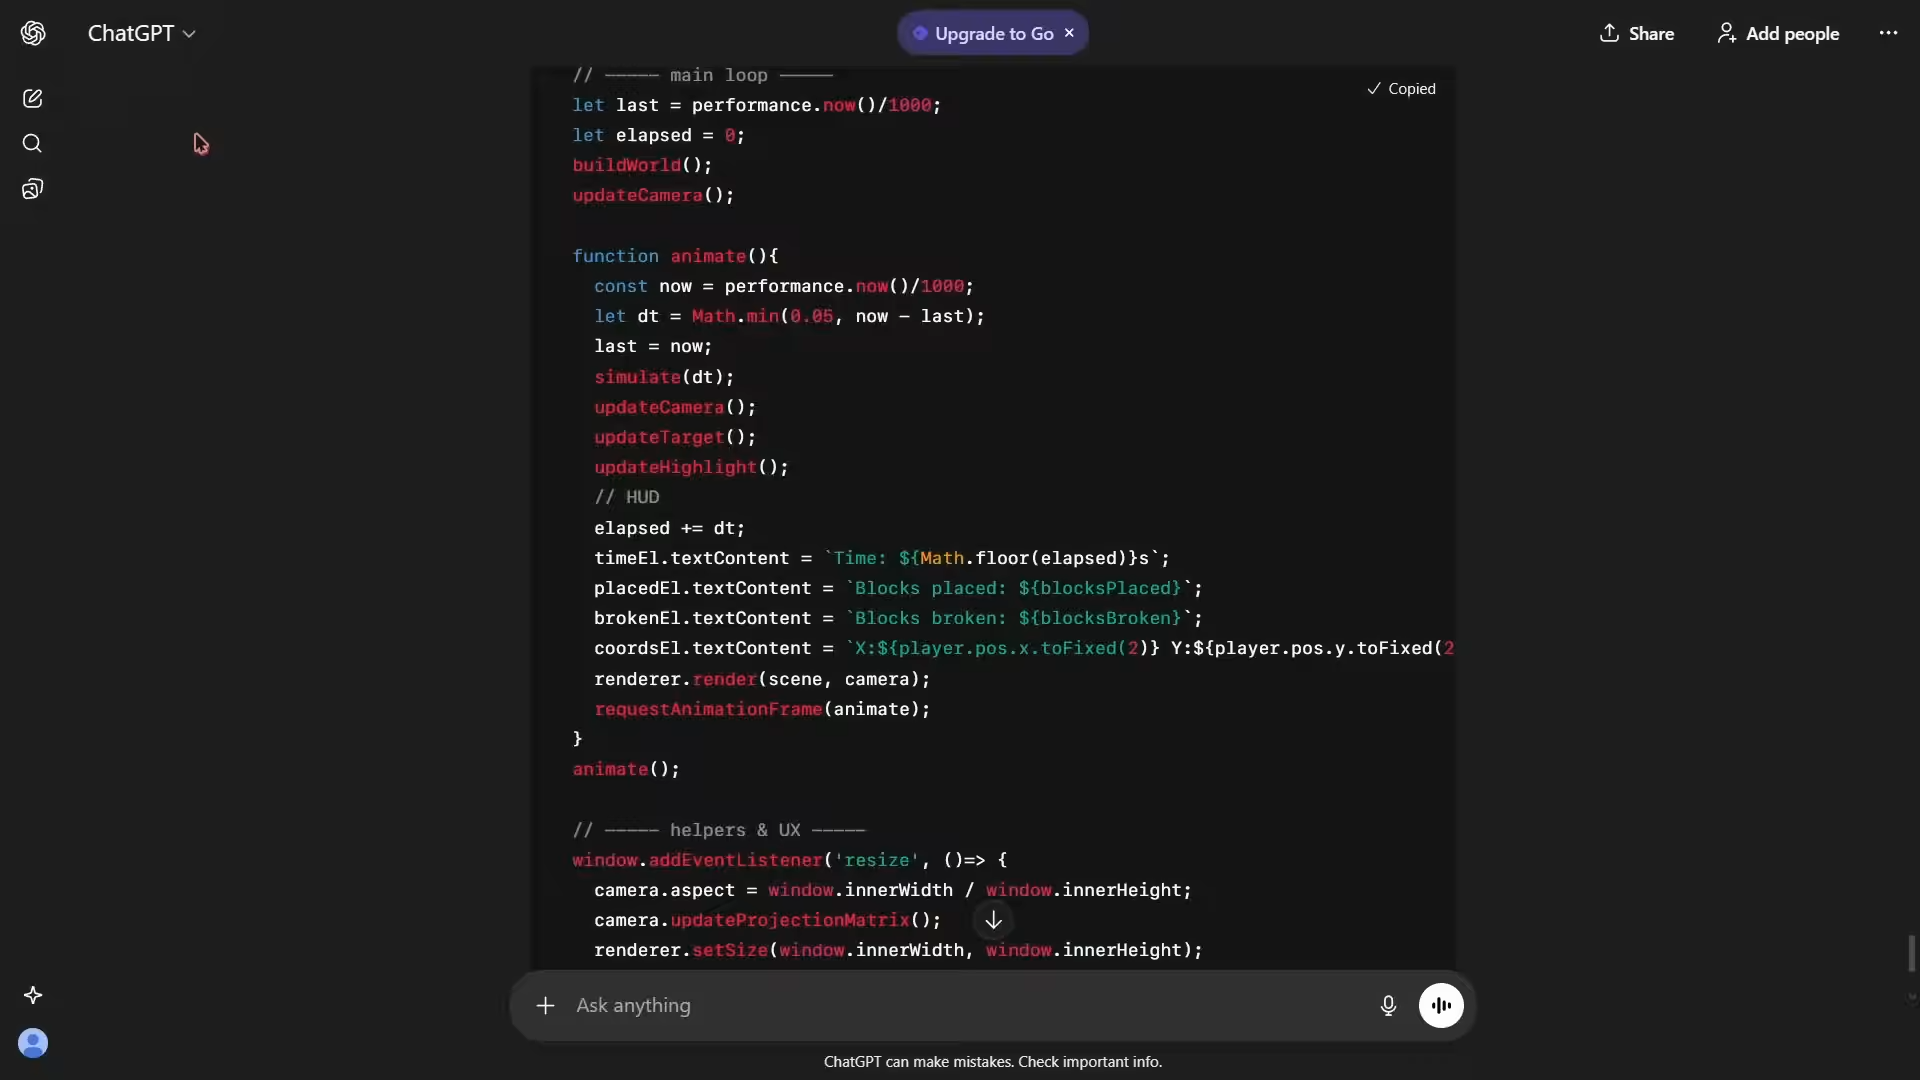 ChatGPT
Upgrade to Go ×
Share
Add people
Copied
// ––––– main loop –––––
let last = performance.now()/1000;
let elapsed = 0;
buildWorld();
updateCamera();
function animate(){
  const now = performance.now()/1000;
  let dt = Math.min(0.05, now - last);
  last = now;
  simulate(dt);
  updateCamera();
  updateTarget();
  updateHighlight();
  // HUD
  elapsed += dt;
  timeEl.textContent = `Time: ${Math.floor(elapsed)}s`;
  placedEl.textContent = `Blocks placed: ${blocksPlaced}`;
  brokenEl.textContent = `Blocks broken: ${blocksBroken}`;
  coordsEl.textContent = `X:${player.pos.x.toFixed(2)} Y:${player.pos.y.toFixed(2
  renderer.render(scene, camera);
  requestAnimationFrame(animate);
}
animate();
// ––––– helpers & UX –––––
window.addEventListener('resize', ()=> {
  camera.aspect = window.innerWidth / window.innerHeight;
  camera.updateProjectionMatrix();
  renderer.setSize(window.innerWidth, window.innerHeight);
Ask anything
ChatGPT can make mistakes. Check important info.